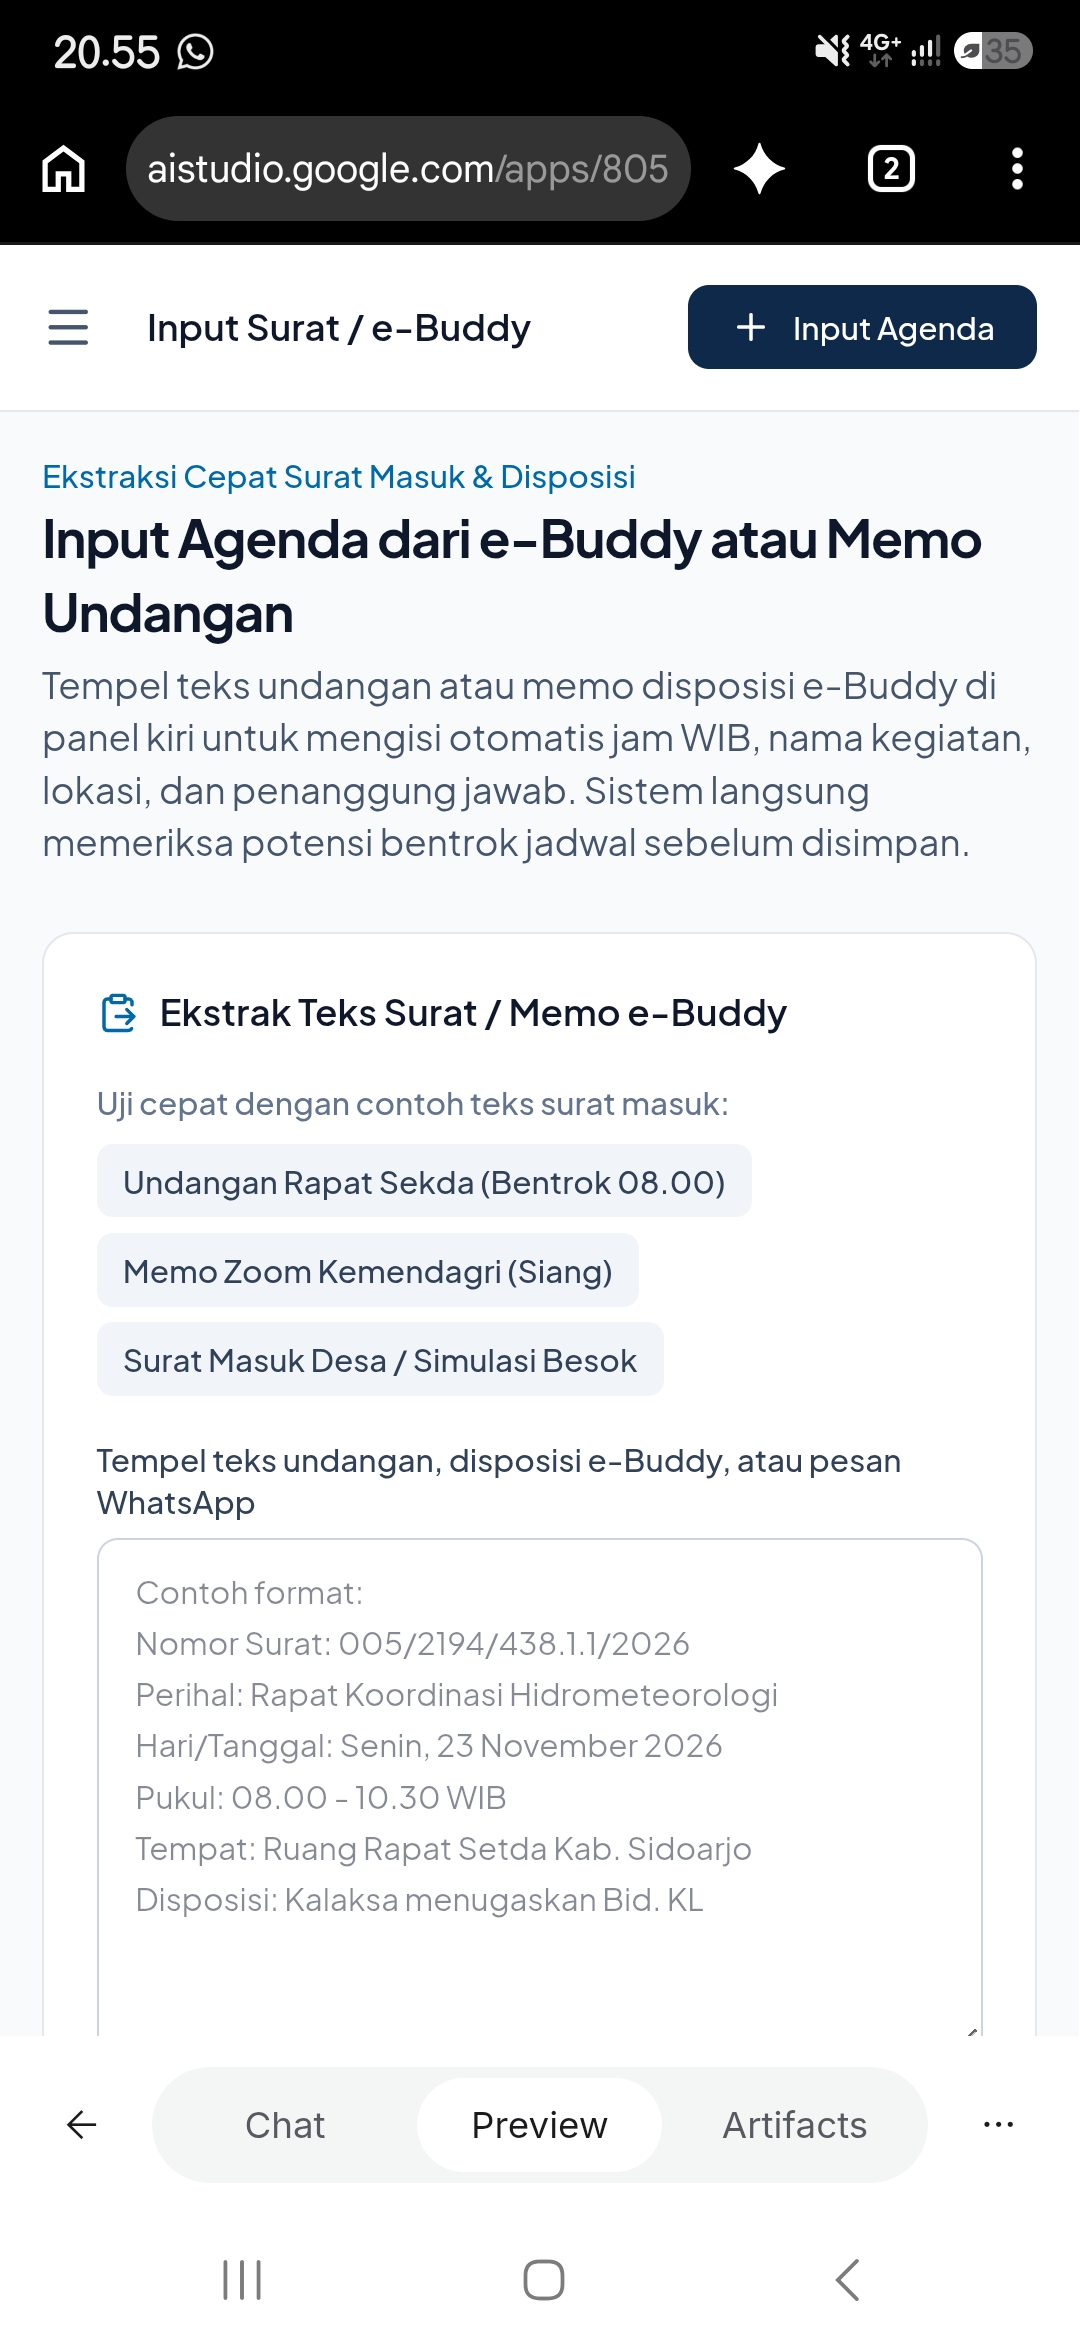 20.55
4G+
35
aistudio.google.com/apps/805
2
Input Surat / e-Buddy
+ Input Agenda
Ekstraksi Cepat Surat Masuk & Disposisi
Input Agenda dari e-Buddy atau Memo
Undangan
Tempel teks undangan atau memo disposisi e-Buddy di
panel kiri untuk mengisi otomatis jam WIB, nama kegiatan,
lokasi, dan penanggung jawab. Sistem langsung
memeriksa potensi bentrok jadwal sebelum disimpan.
Ekstrak Teks Surat / Memo e-Buddy
Uji cepat dengan contoh teks surat masuk:
Undangan Rapat Sekda (Bentrok 08.00)
Memo Zoom Kemendagri (Siang)
Surat Masuk Desa / Simulasi Besok
Tempel teks undangan, disposisi e-Buddy, atau pesan
WhatsApp
Contoh format:
Nomor Surat: 005/2194/438.1.1/2026
Perihal: Rapat Koordinasi Hidrometeorologi
Hari/Tanggal: Senin, 23 November 2026
Pukul: 08.00 - 10.30 WIB
Tempat: Ruang Rapat Setda Kab. Sidoarjo
Disposisi: Kalaksa menugaskan Bid. KL
Chat
Preview
Artifacts